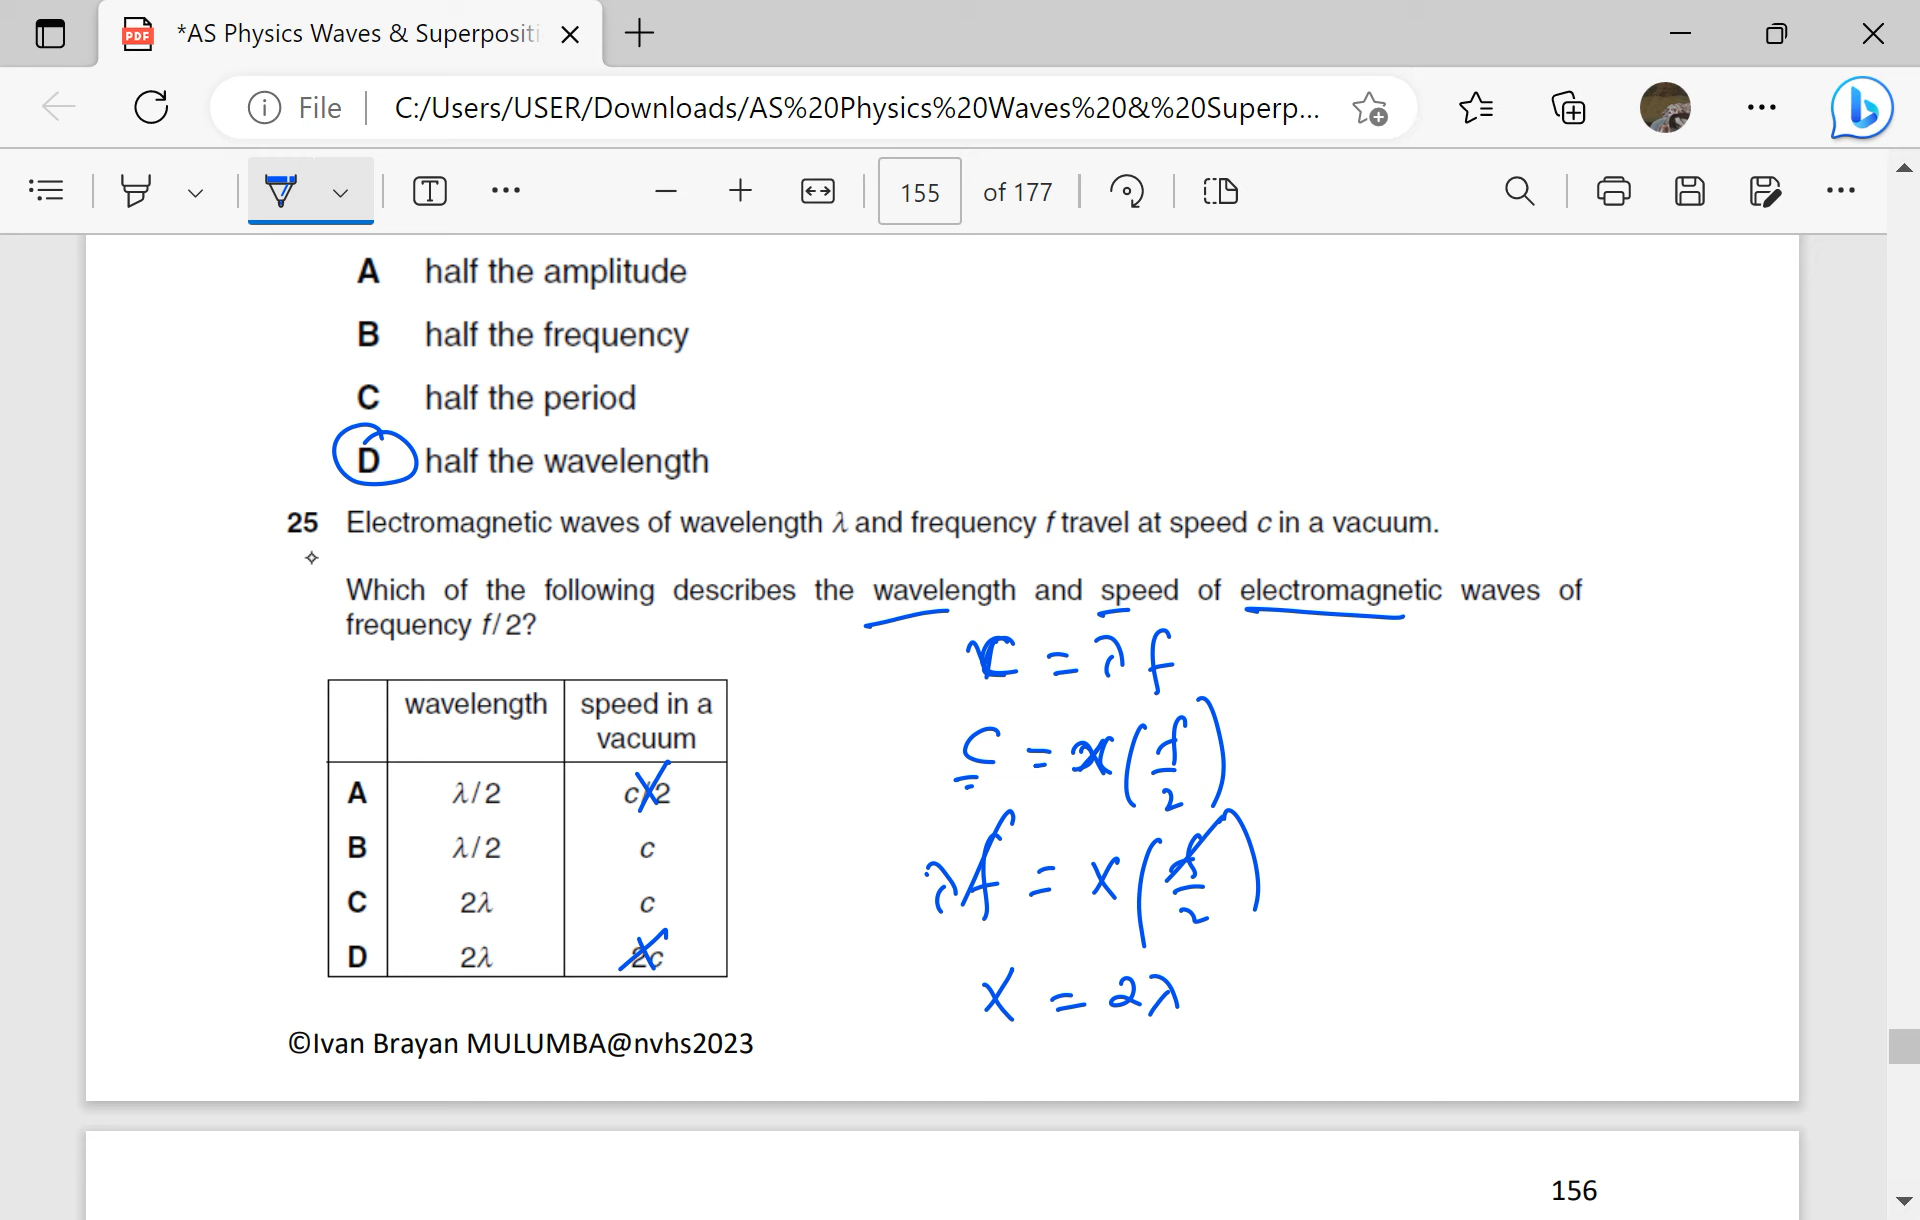 *AS Physics Waves & Superpositi
File
C:/Users/USER/Downloads/AS%20Physics%20Waves%20&%20Superp...
155 of 177
A half the amplitude
B half the frequency
C half the period
D half the wavelength
25 Electromagnetic waves of wavelength λ and frequency f travel at speed c in a vacuum.
Which of the following describes the wavelength and speed of electromagnetic waves of
frequency f/2?
wavelength speed in a
vacuum
A λ/2 c/2
B λ/2 c
C 2λ c
D 2λ 2c
c = λ f
c = x (f/2)
λf = x (f/2)
x = 2λ
©Ivan Brayan MULUMBA@nvhs2023
156